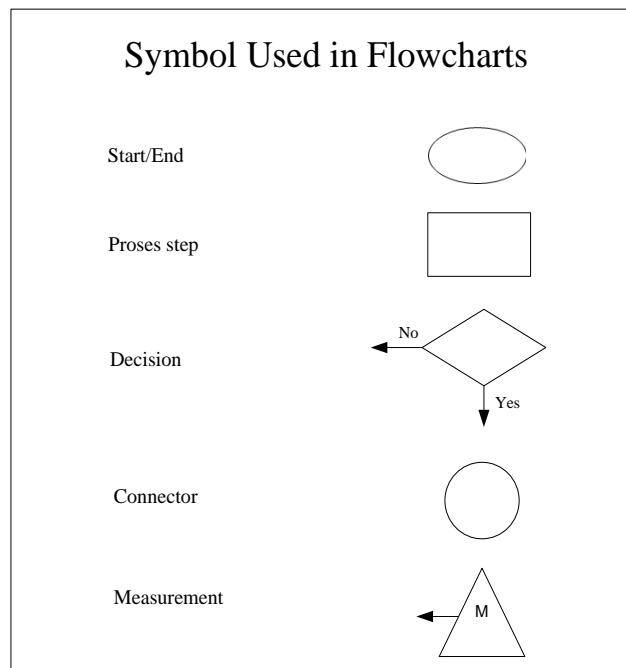 Symbol Used in Flowcharts
Start/End
Proses step
Decision
No
Yes
Connector
Measurement
M